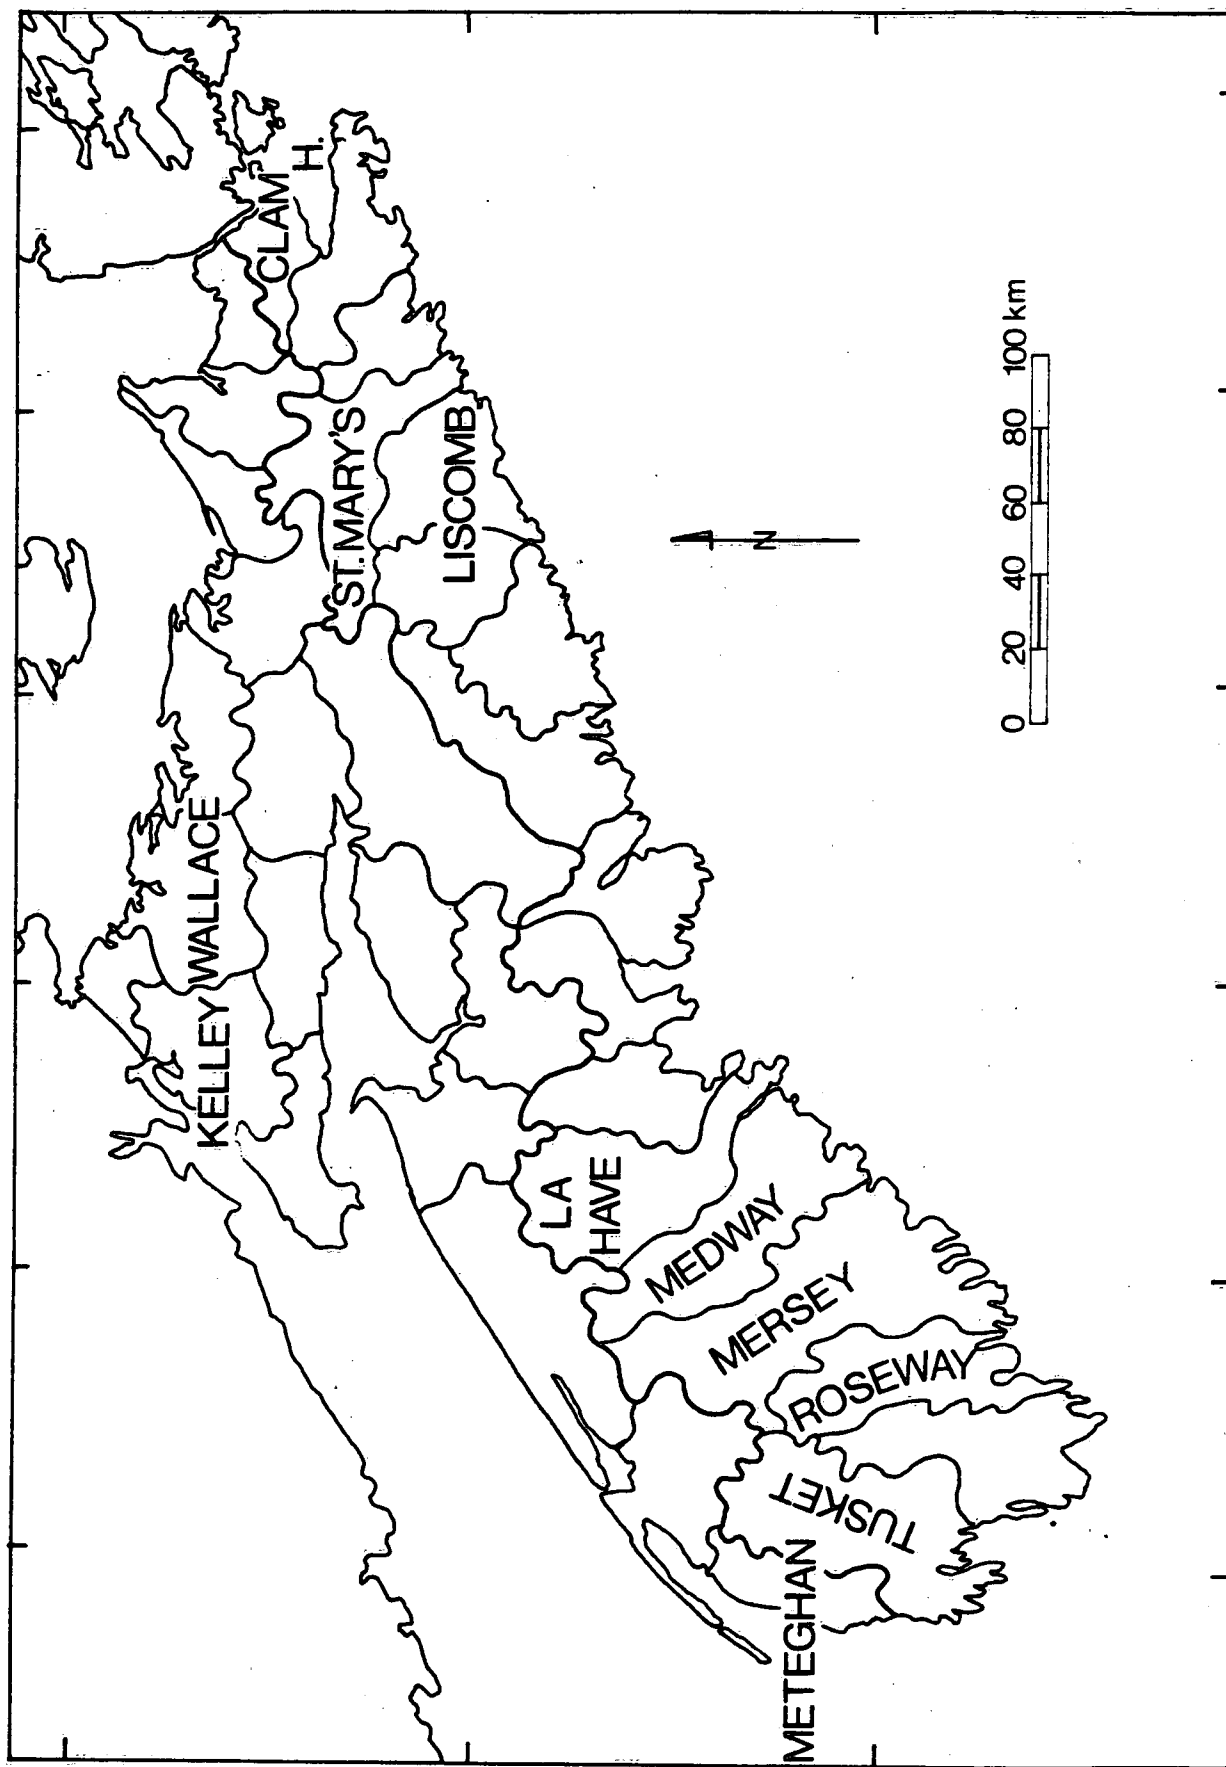 CLAM
H.
ST. MARY'S
LISCOMB
KELLEY
WALLACE
LA
HAVE
MEDWAY
MERSEY
ROSEWAY
TUSKET
METEGHAN
N
0 20 40 60 80 100 km